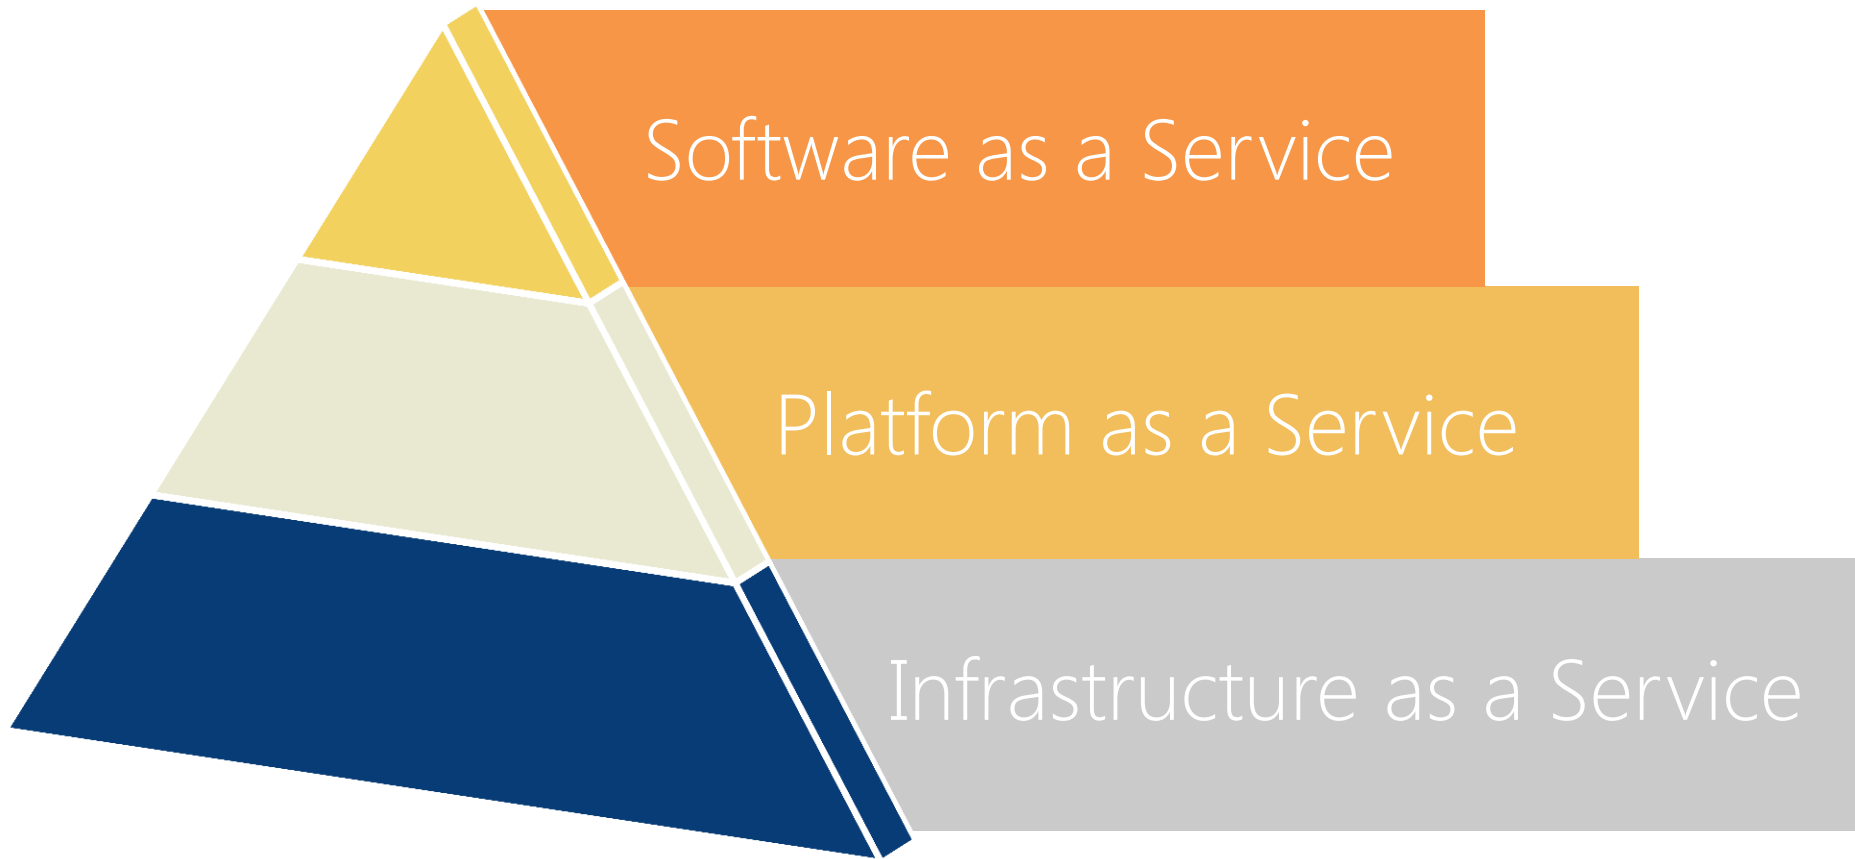 Software as a Service
Platform as a Service
Infrastructure as a Service